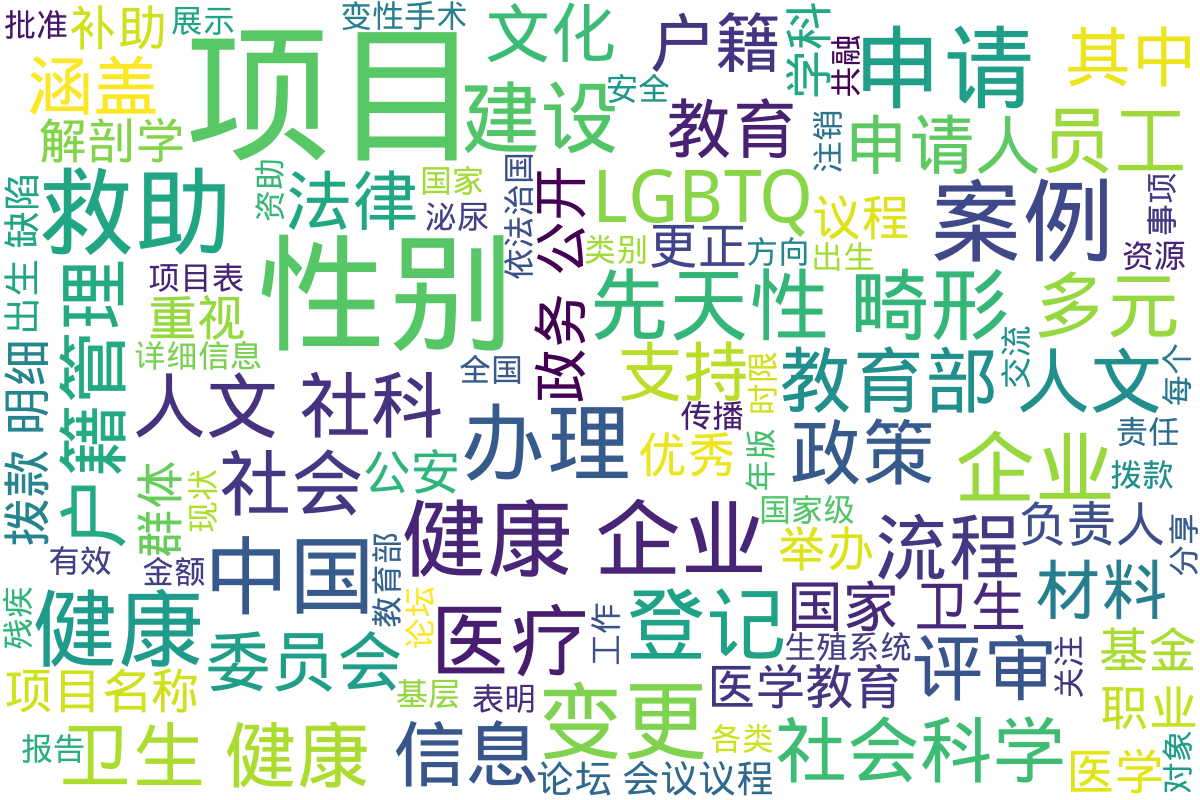 批准
补助
展示
变性手术
文化
户籍
学科
共融
申请
其中
涵盖
项目
建设
安全
教育
注销
申请人员工
解剖学
缺陷
救助
资助
法律
国家
泌尿
依法治国
公开
LGBTQ
类别
更正
方向
议程
出生
案例
事项
资源
出生
户籍管理
项目表
重视
详细信息
性别
政务
先天性
畸形
多元
明细
人文 社科
全国
支持
传播
时限
教育部 人文
交流
每个
拨款
群体
现状
社会
公安
办理
优秀
年版
政策
企业
责任
拨款
有效
金额
中国
教育部
健康 企业
国家级
举办
流程
负责人
分享
残疾
健康
委员会
论坛
医疗
工作
登记
国家 卫生
生殖系统
材料
评审
关注
基金
项目名称
基层
表明
变更
医学教育
职业
报告
卫生 健康
信息
论坛 会议议程
各类
社会科学
医学
对象